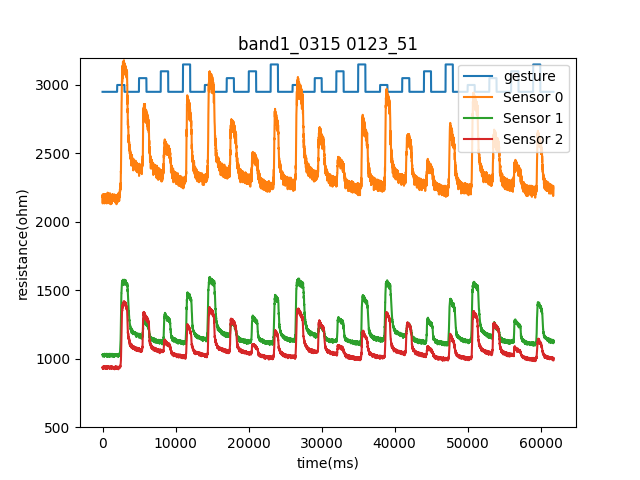 band1_0315 0123_51
gesture
Sensor 0
Sensor 1
Sensor 2
3000
2500
2000
1500
1000
500
resistance(ohm)
0 10000 20000 30000 40000 50000 60000
time(ms)